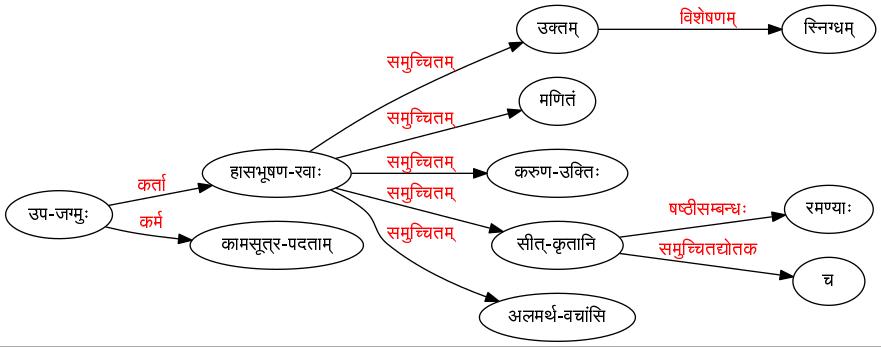 उप-जग्मुः
कर्ता
कर्म
हासभूषण-रवाः
कामसूत्र-पदताम्
समुच्चितम्
समुच्चितम्
समुच्चितम्
समुच्चितम्
समुच्चितम्
उक्तम्
विशेषणम्
स्निग्धम्
मणितं
करुण-उक्तिः
सीत्-कृतानि
षष्ठीसम्बन्धः
रमण्याः
समुच्चितद्योतक
च
अलमर्थ-वचांसि